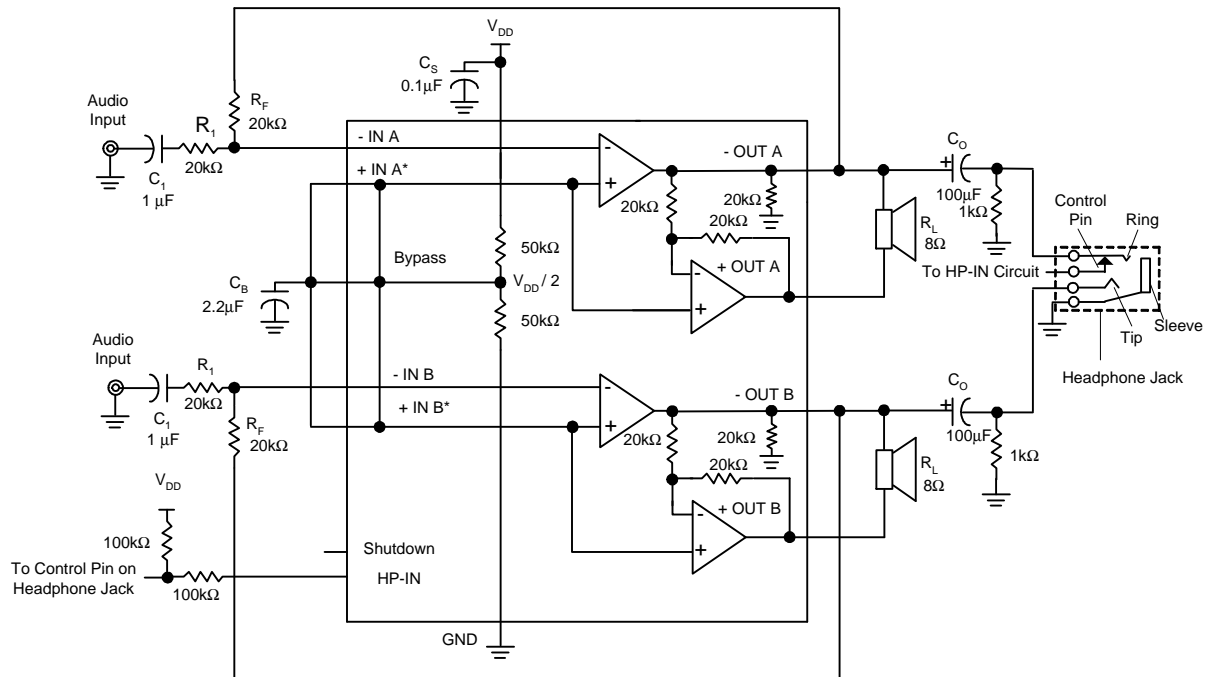 V_DD
C_S
0.1μF
Audio
Input
R_F
20kΩ
R_1
20kΩ
C_1
1 μF
- IN A
+ IN A*
- OUT A
20kΩ
20kΩ
20kΩ
+ OUT A
R_L
8Ω
C_O
+
100μF
1kΩ
Control
Pin
Ring
To HP-IN Circuit
Tip
Sleeve
Headphone Jack
50kΩ
Bypass
V_DD / 2
50kΩ
C_B
2.2μF
Audio
Input
R_1
20kΩ
C_1
1 μF
R_F
20kΩ
- IN B
+ IN B*
- OUT B
20kΩ
20kΩ
20kΩ
+ OUT B
R_L
8Ω
C_O
+
100μF
1kΩ
V_DD
100kΩ
To Control Pin on
Headphone Jack
100kΩ
Shutdown
HP-IN
GND
-
+
-
+
-
+
-
+